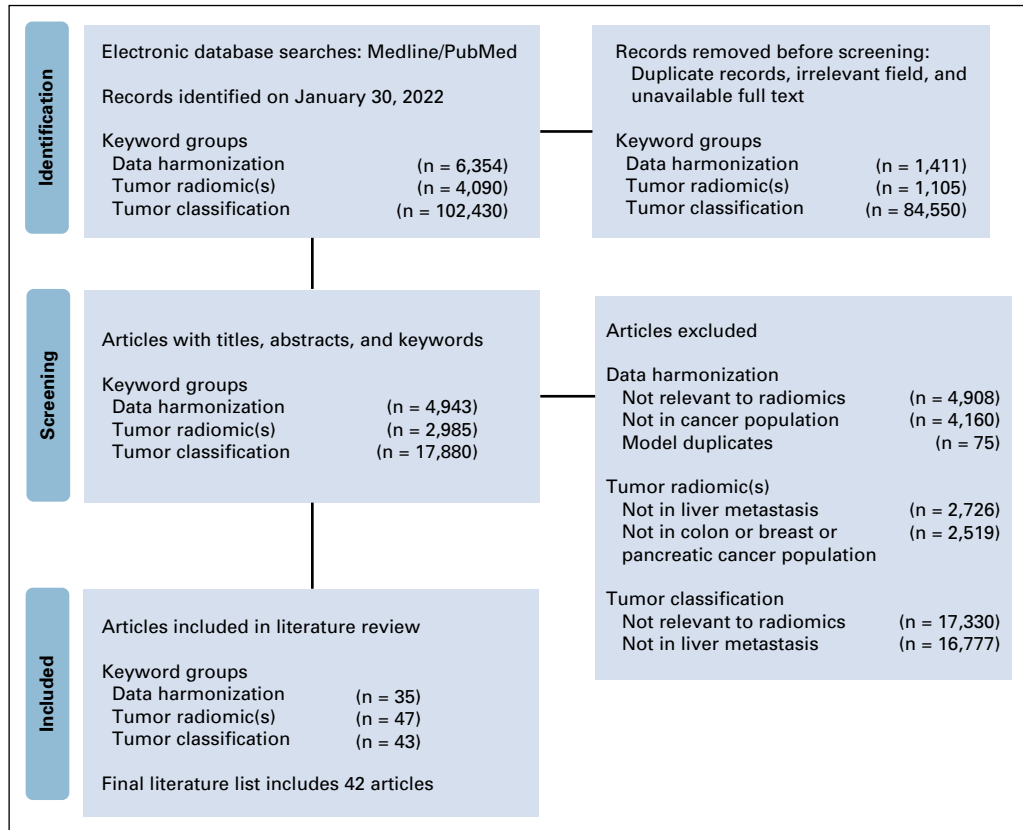 Identification
Electronic database searches: Medline/PubMed
Records identified on January 30, 2022
Keyword groups
Data harmonization (n = 6,354)
Tumor radiomic(s) (n = 4,090)
Tumor classification (n = 102,430)
Records removed before screening:
Duplicate records, irrelevant field, and
unavailable full text
Keyword groups
Data harmonization (n = 1,411)
Tumor radiomic(s) (n = 1,105)
Tumor classification (n = 84,550)
Screening
Articles with titles, abstracts, and keywords
Keyword groups
Data harmonization (n = 4,943)
Tumor radiomic(s) (n = 2,985)
Tumor classification (n = 17,880)
Articles excluded
Data harmonization
Not relevant to radiomics (n = 4,908)
Not in cancer population (n = 4,160)
Model duplicates (n = 75)
Tumor radiomic(s)
Not in liver metastasis (n = 2,726)
Not in colon or breast or (n = 2,519)
pancreatic cancer population
Tumor classification
Not relevant to radiomics (n = 17,330)
Not in liver metastasis (n = 16,777)
Included
Articles included in literature review
Keyword groups
Data harmonization (n = 35)
Tumor radiomic(s) (n = 47)
Tumor classification (n = 43)
Final literature list includes 42 articles